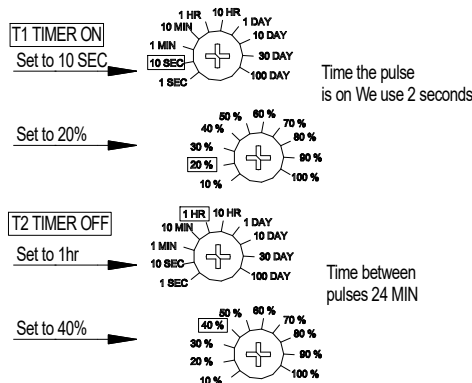 T1 TIMER ON
Set to 10 SEC
1 SEC
10 SEC
1 MIN
10 MIN
1 HR
10 HR
1 DAY
10 DAY
30 DAY
100 DAY
Time the pulse
is on We use 2 seconds
Set to 20%
10 %
20 %
30 %
40 %
50 %
60 %
70 %
80 %
90 %
100 %
T2 TIMER OFF
Set to 1hr
1 SEC
10 SEC
1 MIN
10 MIN
1 HR
10 HR
1 DAY
10 DAY
30 DAY
100 DAY
Time between
pulses 24 MIN
Set to 40%
10 %
20 %
30 %
40 %
50 %
60 %
70 %
80 %
90 %
100 %